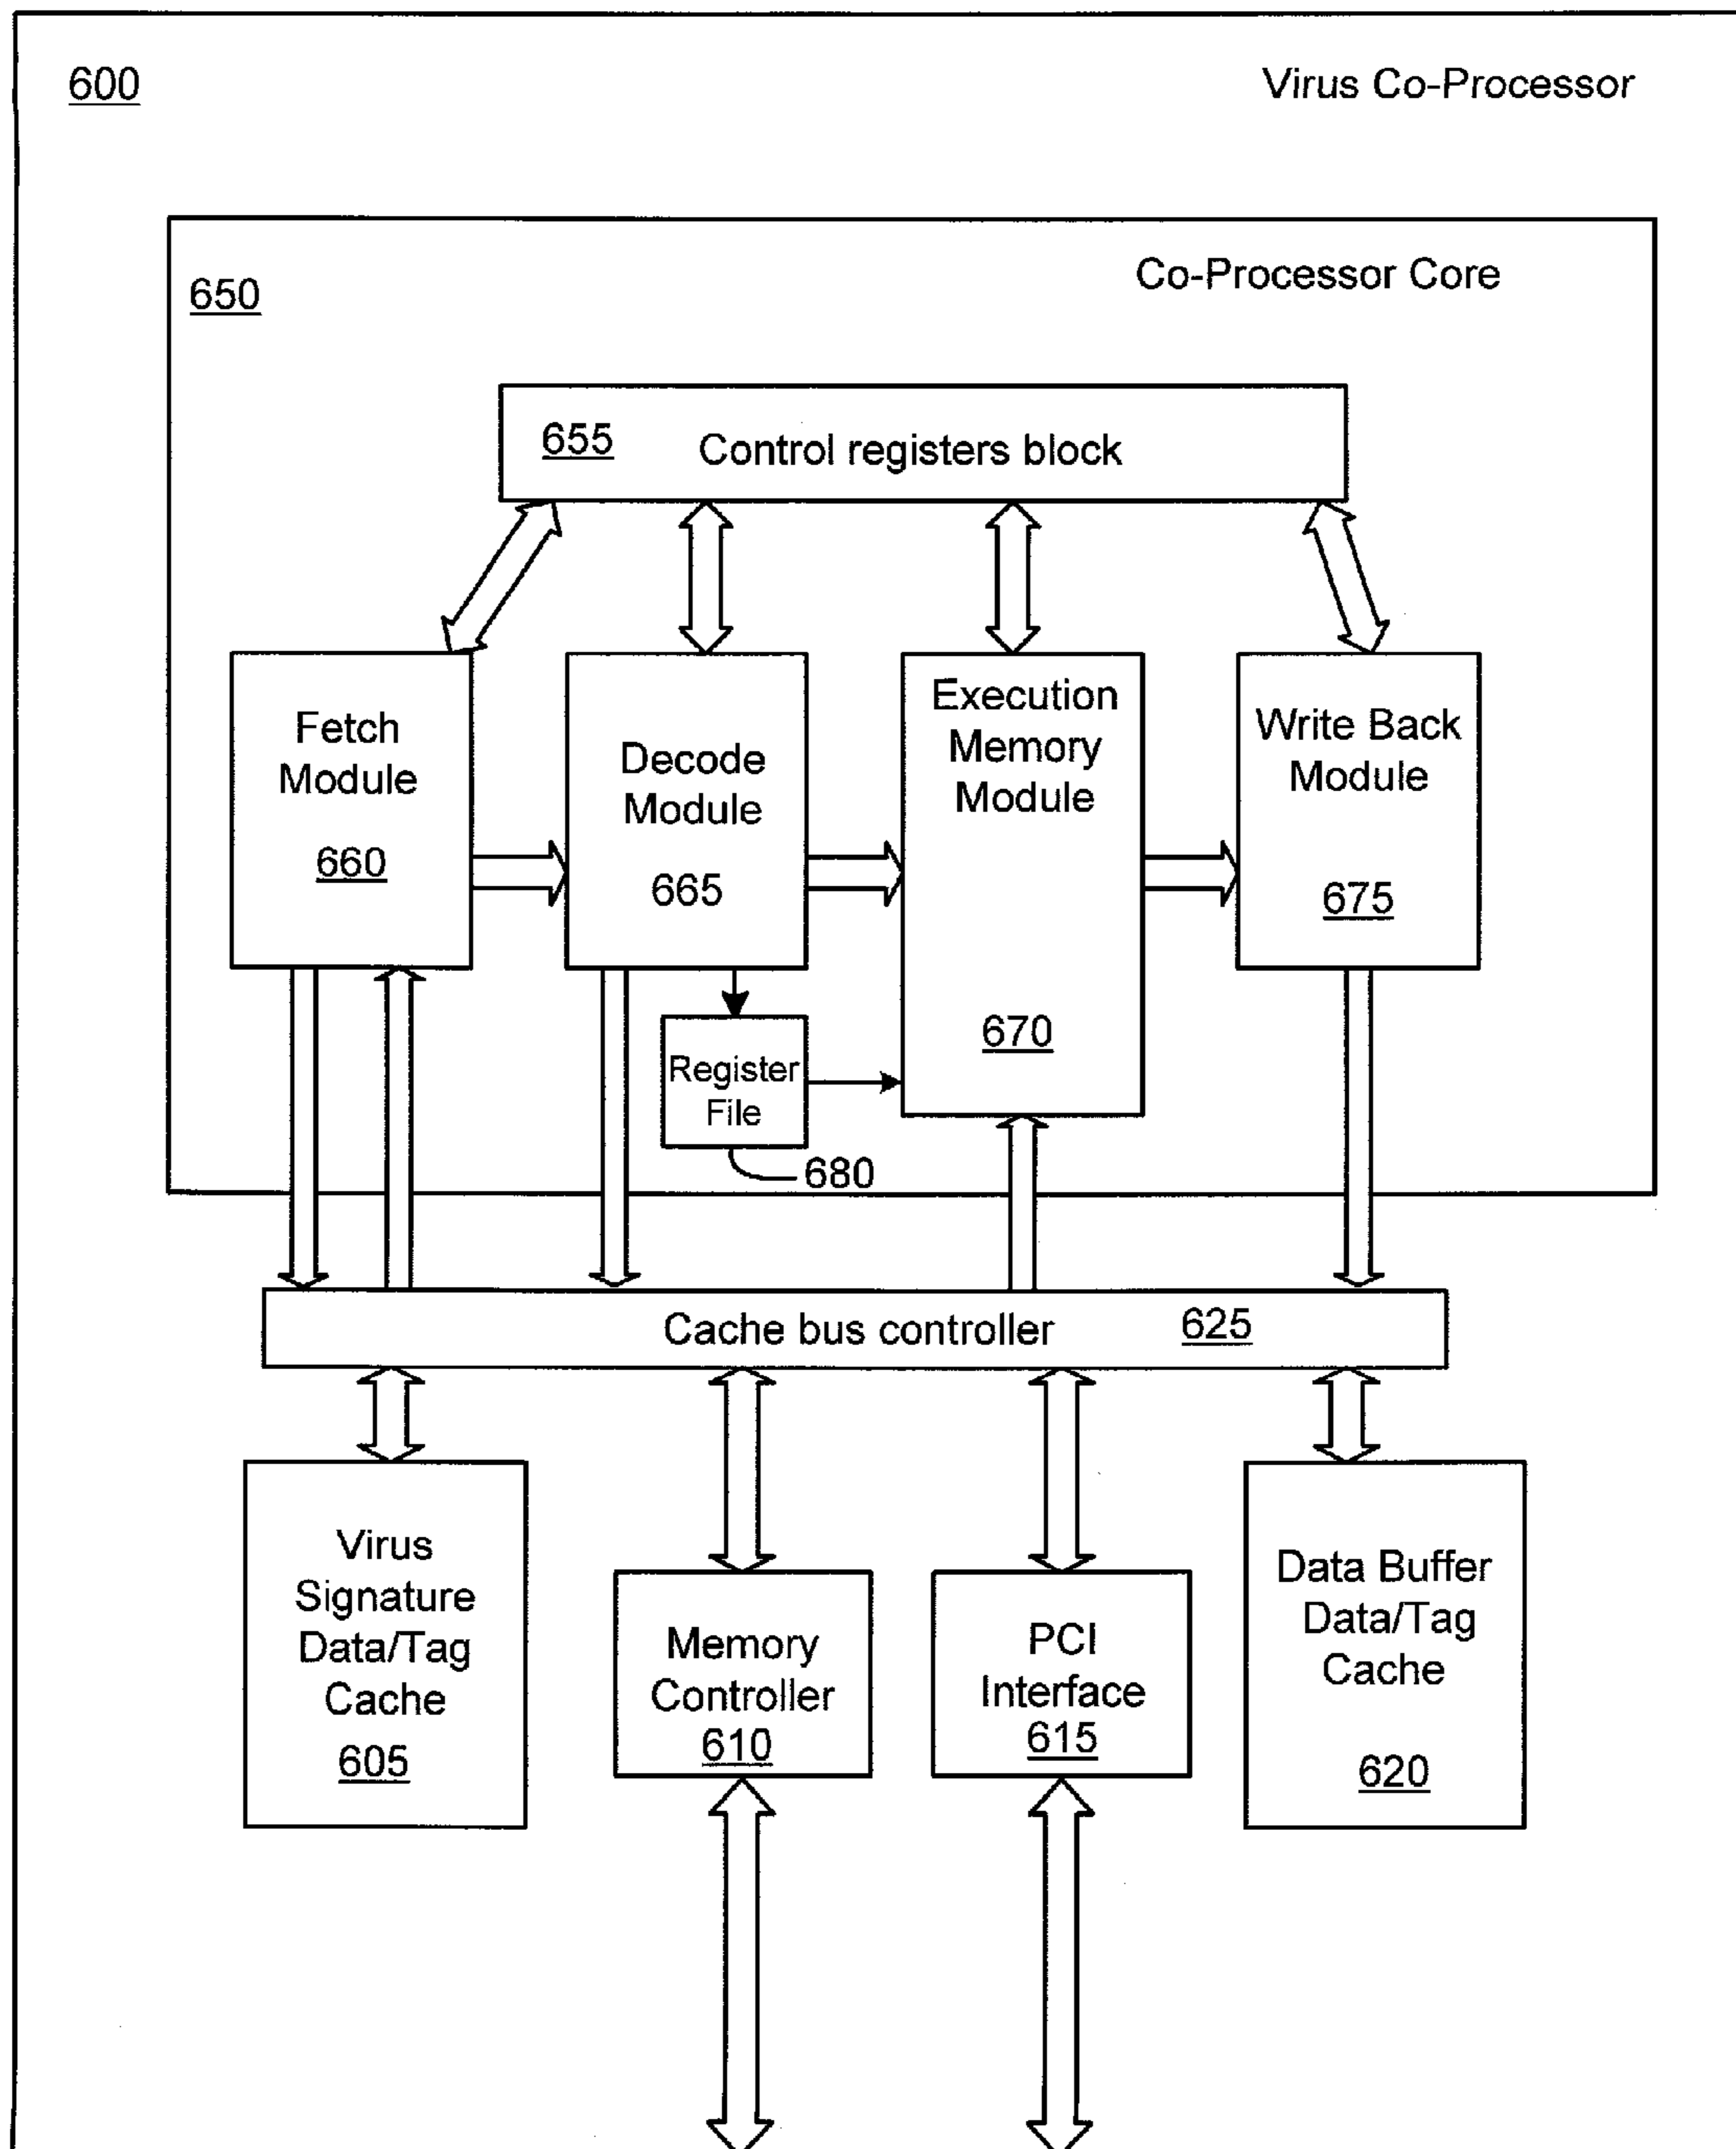 600
Virus Co-Processor
650
Co-Processor Core
655
Control registers block
Fetch
Module
660
Decode
Module
665
Execution
Memory
Module
670
Write Back
Module
675
Register
File
680
Cache bus controller
625
Virus
Signature
Data/Tag
Cache
605
Memory
Controller
610
PCI
Interface
615
Data Buffer
Data/Tag
Cache
620